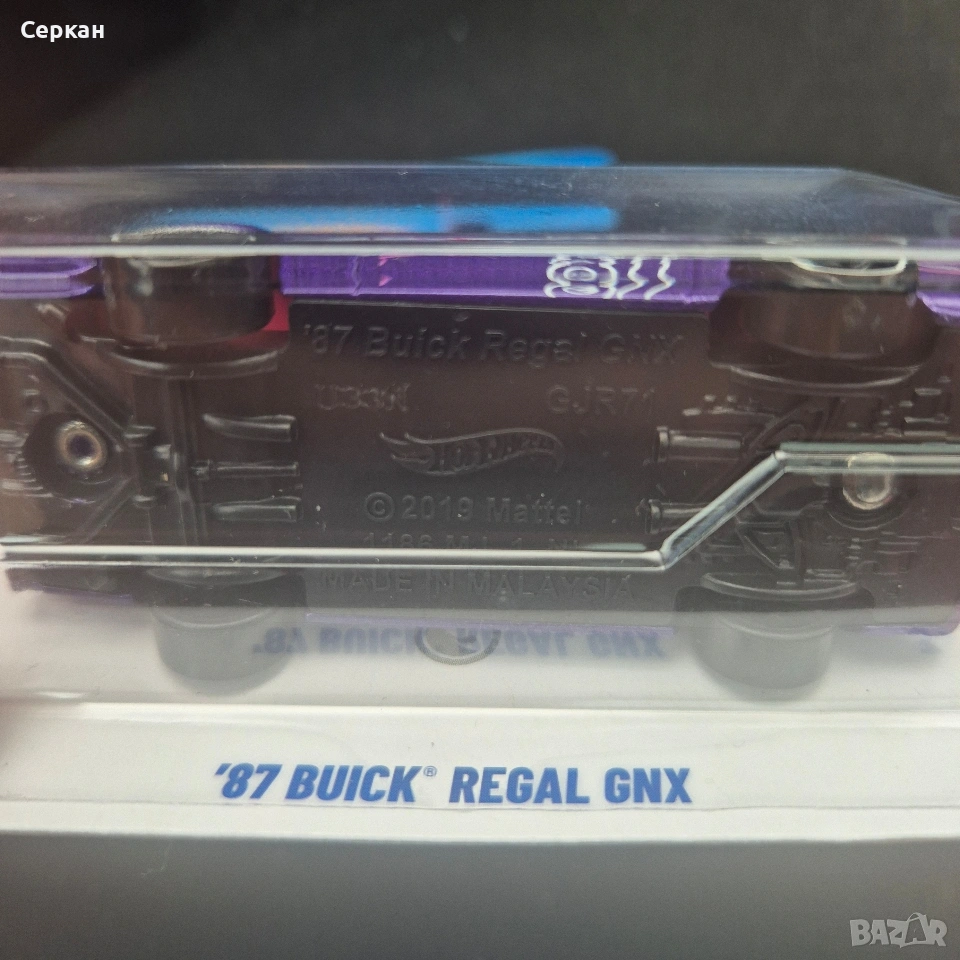 Серкан
'87 Buick Regal GNX
GJR71
Hot Wheels
© 2019 Mattel
MADE IN MALAYSIA
'87 BUICK REGAL GNX
'87 BUICK® REGAL GNX
BAZAR